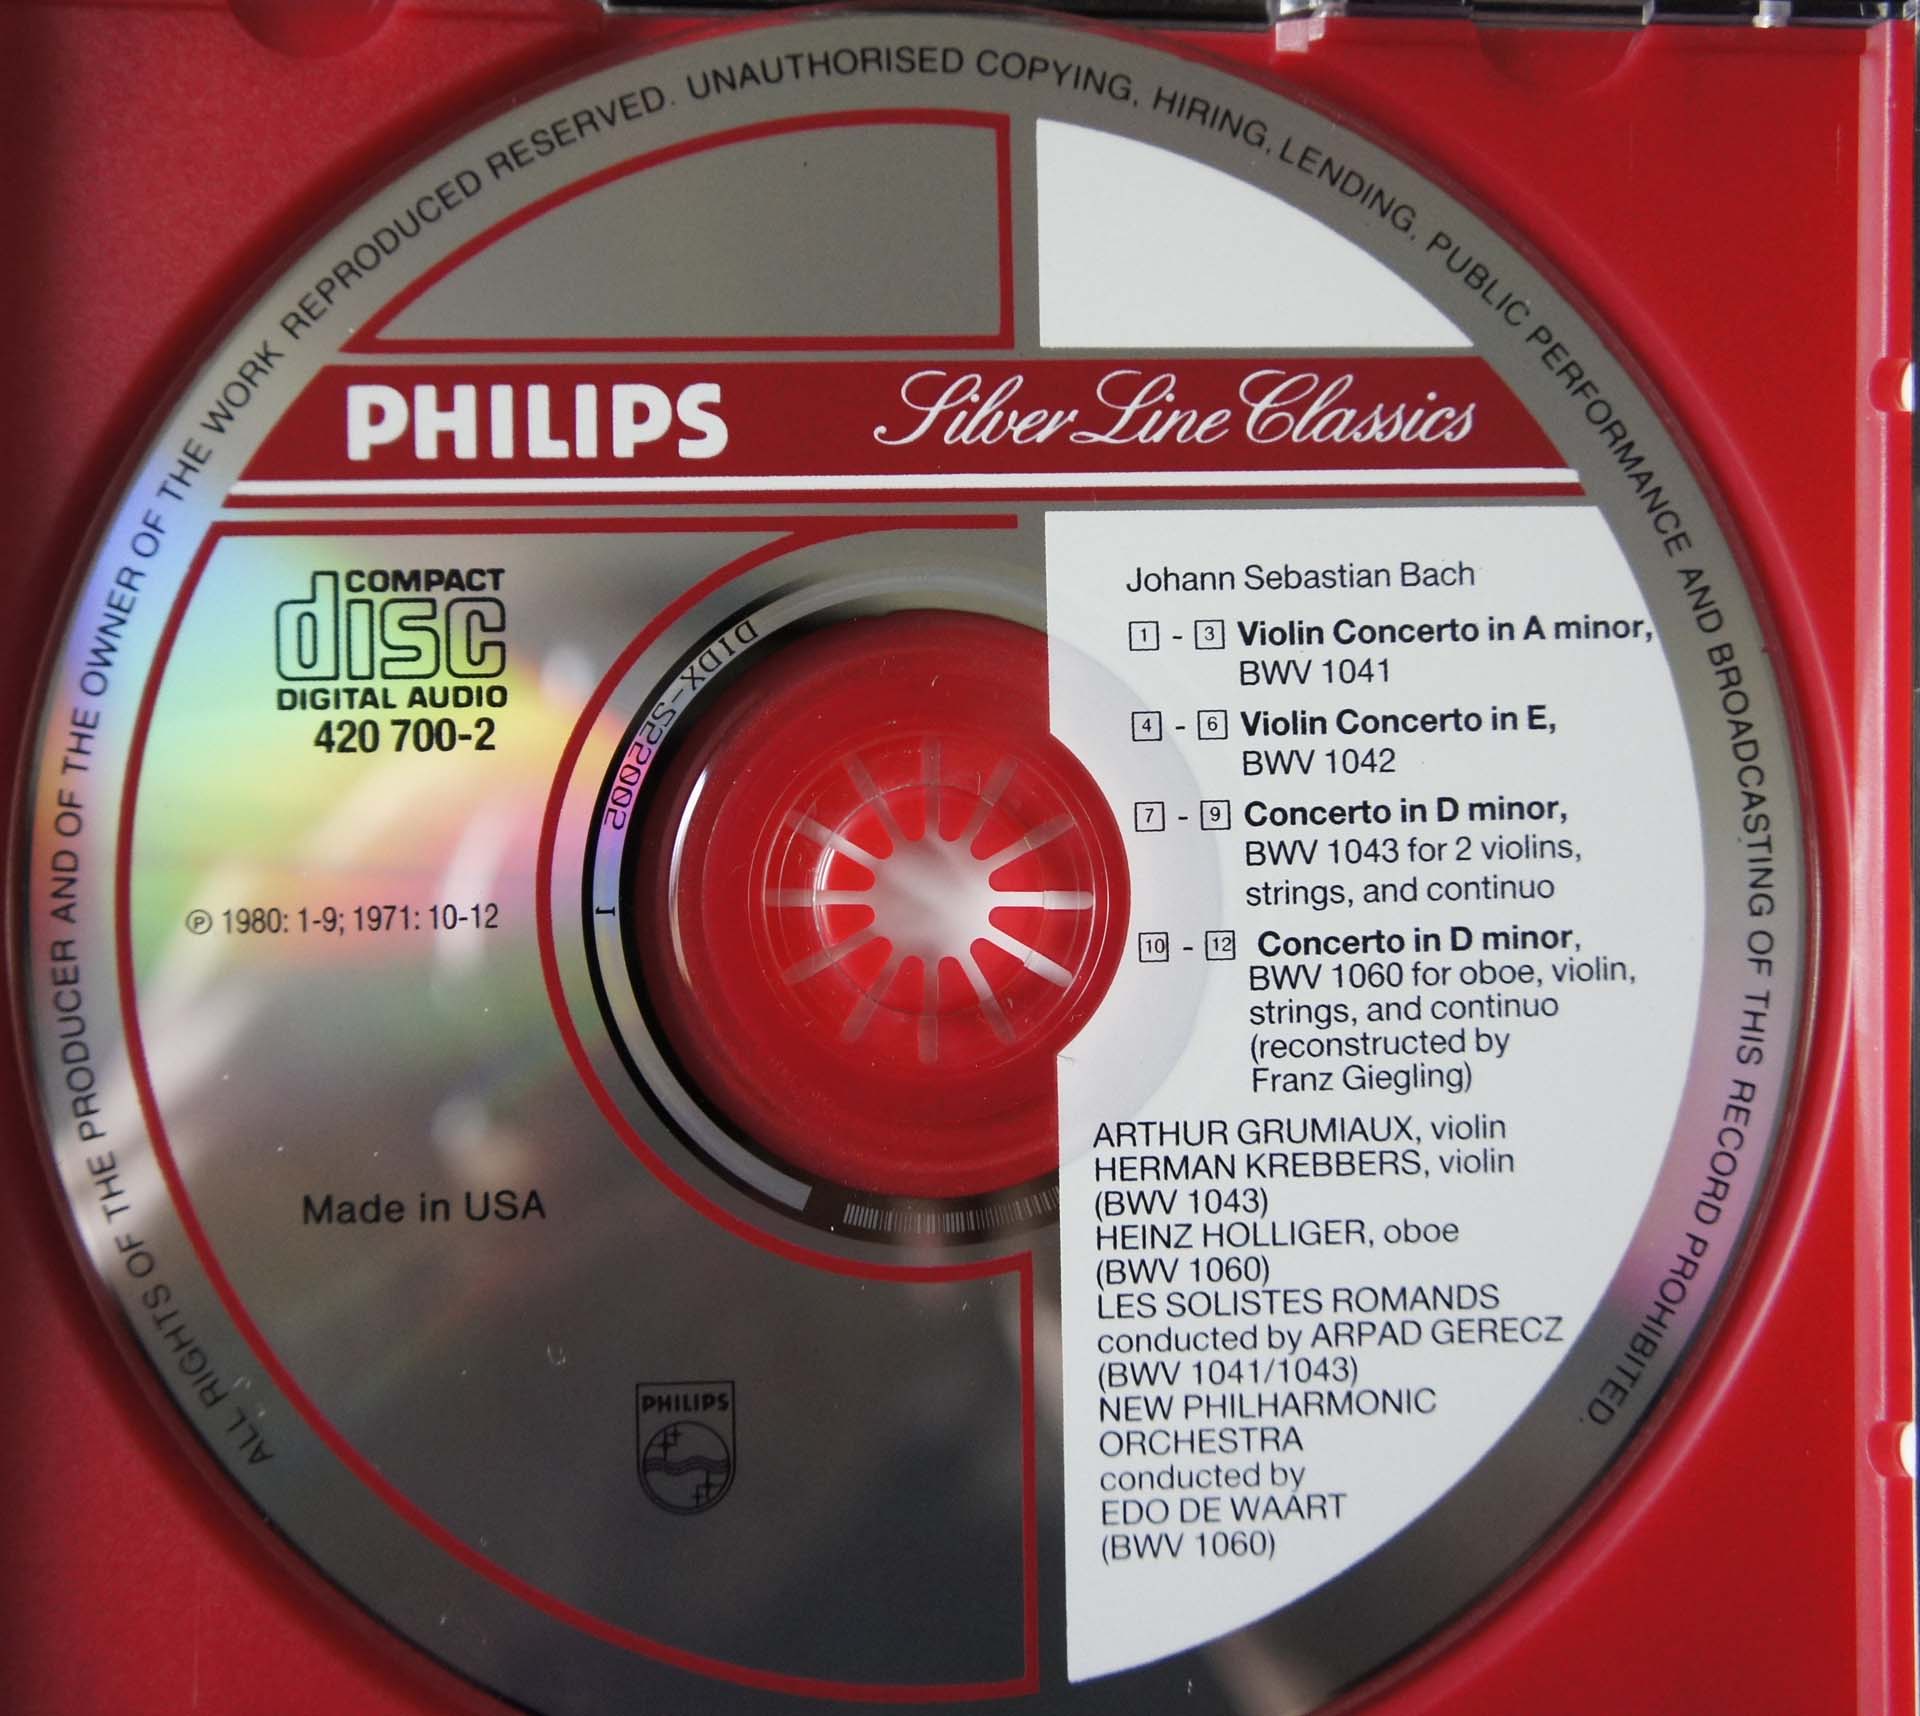 ALL RIGHTS OF THE PRODUCER AND OF THE OWNER OF THE WORK REPRODUCED RESERVED. UNAUTHORISED COPYING, HIRING, LENDING, PUBLIC PERFORMANCE AND BROADCASTING OF THIS RECORD PROHIBITED.
PHILIPS Silver Line Classics
COMPACT
disc
DIGITAL AUDIO
420 700-2
℗ 1980: 1-9; 1971: 10-12
Made in USA
PHILIPS
DIDX-2220002 1
Johann Sebastian Bach
1 - 3 Violin Concerto in A minor,
BWV 1041
4 - 6 Violin Concerto in E,
BWV 1042
7 - 9 Concerto in D minor,
BWV 1043 for 2 violins,
strings, and continuo
10 - 12 Concerto in D minor,
BWV 1060 for oboe, violin,
strings, and continuo
(reconstructed by
Franz Giegling)
ARTHUR GRUMIAUX, violin
HERMAN KREBBERS, violin
(BWV 1043)
HEINZ HOLLIGER, oboe
(BWV 1060)
LES SOLISTES ROMANDS
conducted by ARPAD GERECZ
(BWV 1041/1043)
NEW PHILHARMONIC
ORCHESTRA
conducted by
EDO DE WAART
(BWV 1060)